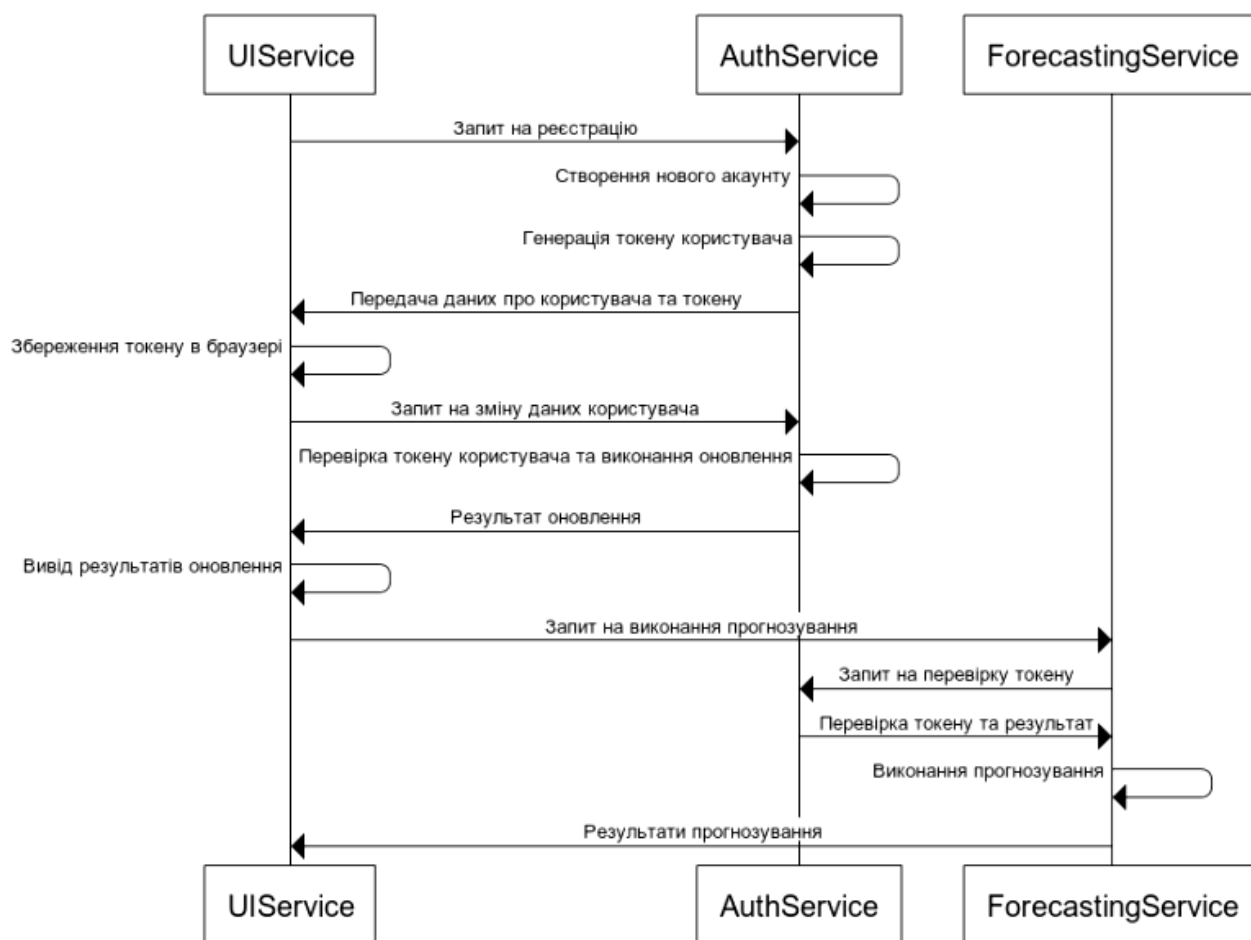 UIService
AuthService
ForecastingService
Запит на реєстрацію
Створення нового акаунту
Генерація токену користувача
Передача даних про користувача та токену
Збереження токену в браузері
Запит на зміну даних користувача
Перевірка токену користувача та виконання оновлення
Результат оновлення
Вивід результатів оновлення
Запит на виконання прогнозування
Запит на перевірку токену
Перевірка токену та результат
Виконання прогнозування
Результати прогнозування
UIService
AuthService
ForecastingService